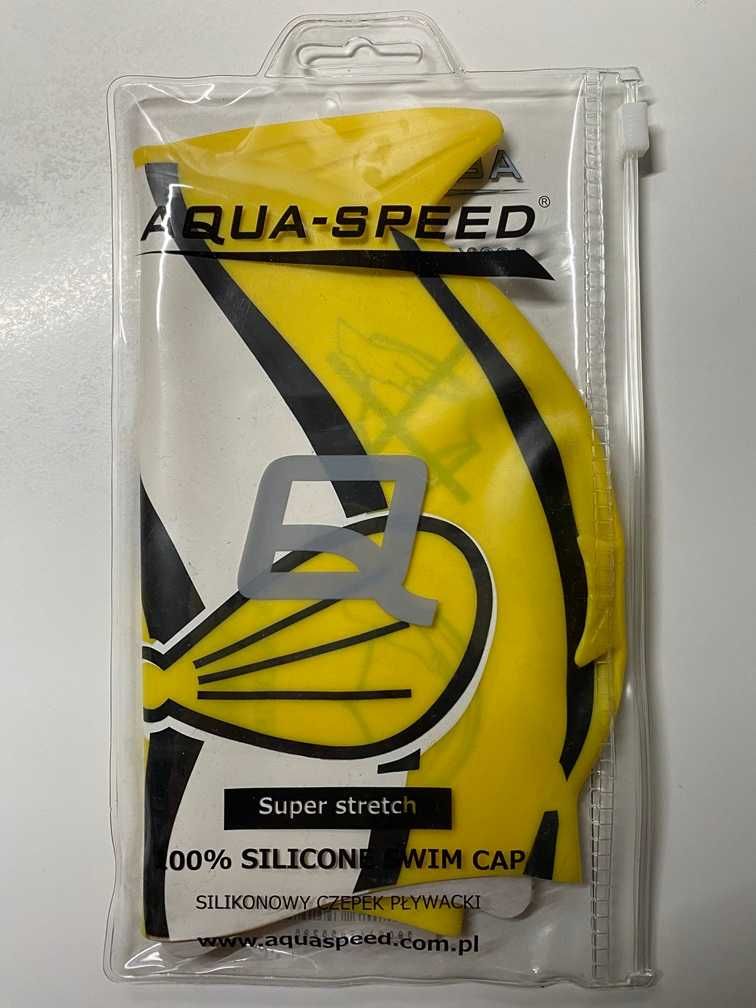 AQUA-SPEED®
Super stretch
100% SILICONE SWIM CAP
SILIKONOWY CZEPEK PŁYWACKI
www.aquaspeed.com.pl